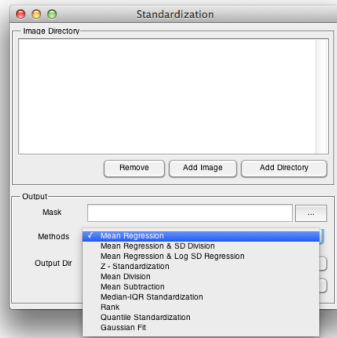 Standardization
Image Directory
Remove Add Image Add Directory
Output
Mask ...
Methods ✓ Mean Regression
Mean Regression & SD Division
Mean Regression & Log SD Regression
Output Dir Z - Standardization
Mean Division
Mean Subtraction
Median-IQR Standardization
Rank
Quantile Standardization
Gaussian Fit